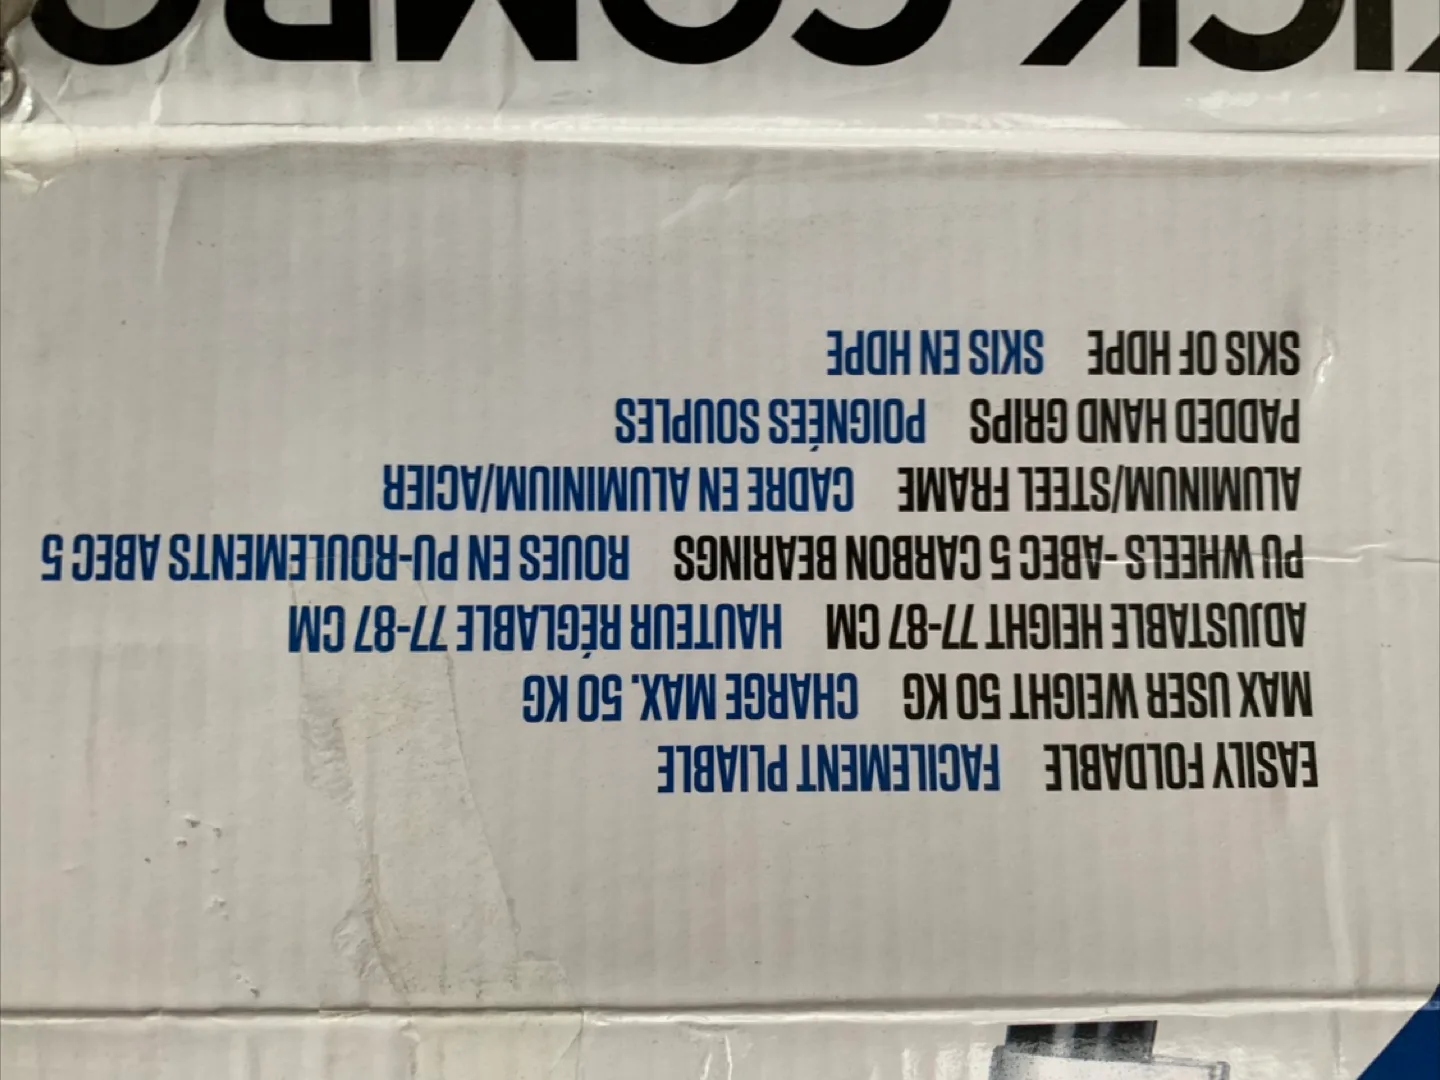 EASILY FOLDABLE FACILEMENT PLIABLE
MAX USER WEIGHT 50 KG CHARGE MAX. 50 KG
ADJUSTABLE HEIGHT 77-87 CM HAUTEUR RÉGLABLE 77-87 CM
PU WHEELS - ABEC 5 CARBON BEARINGS ROUES EN PU-ROULEMENTS ABEC 5
ALUMINUM/STEEL FRAME CADRE EN ALUMINIUM/ACIER
PADDED HAND GRIPS POIGNÉES SOUPLES
SKIS OF HDPE SKIS EN HDPE
COMBO